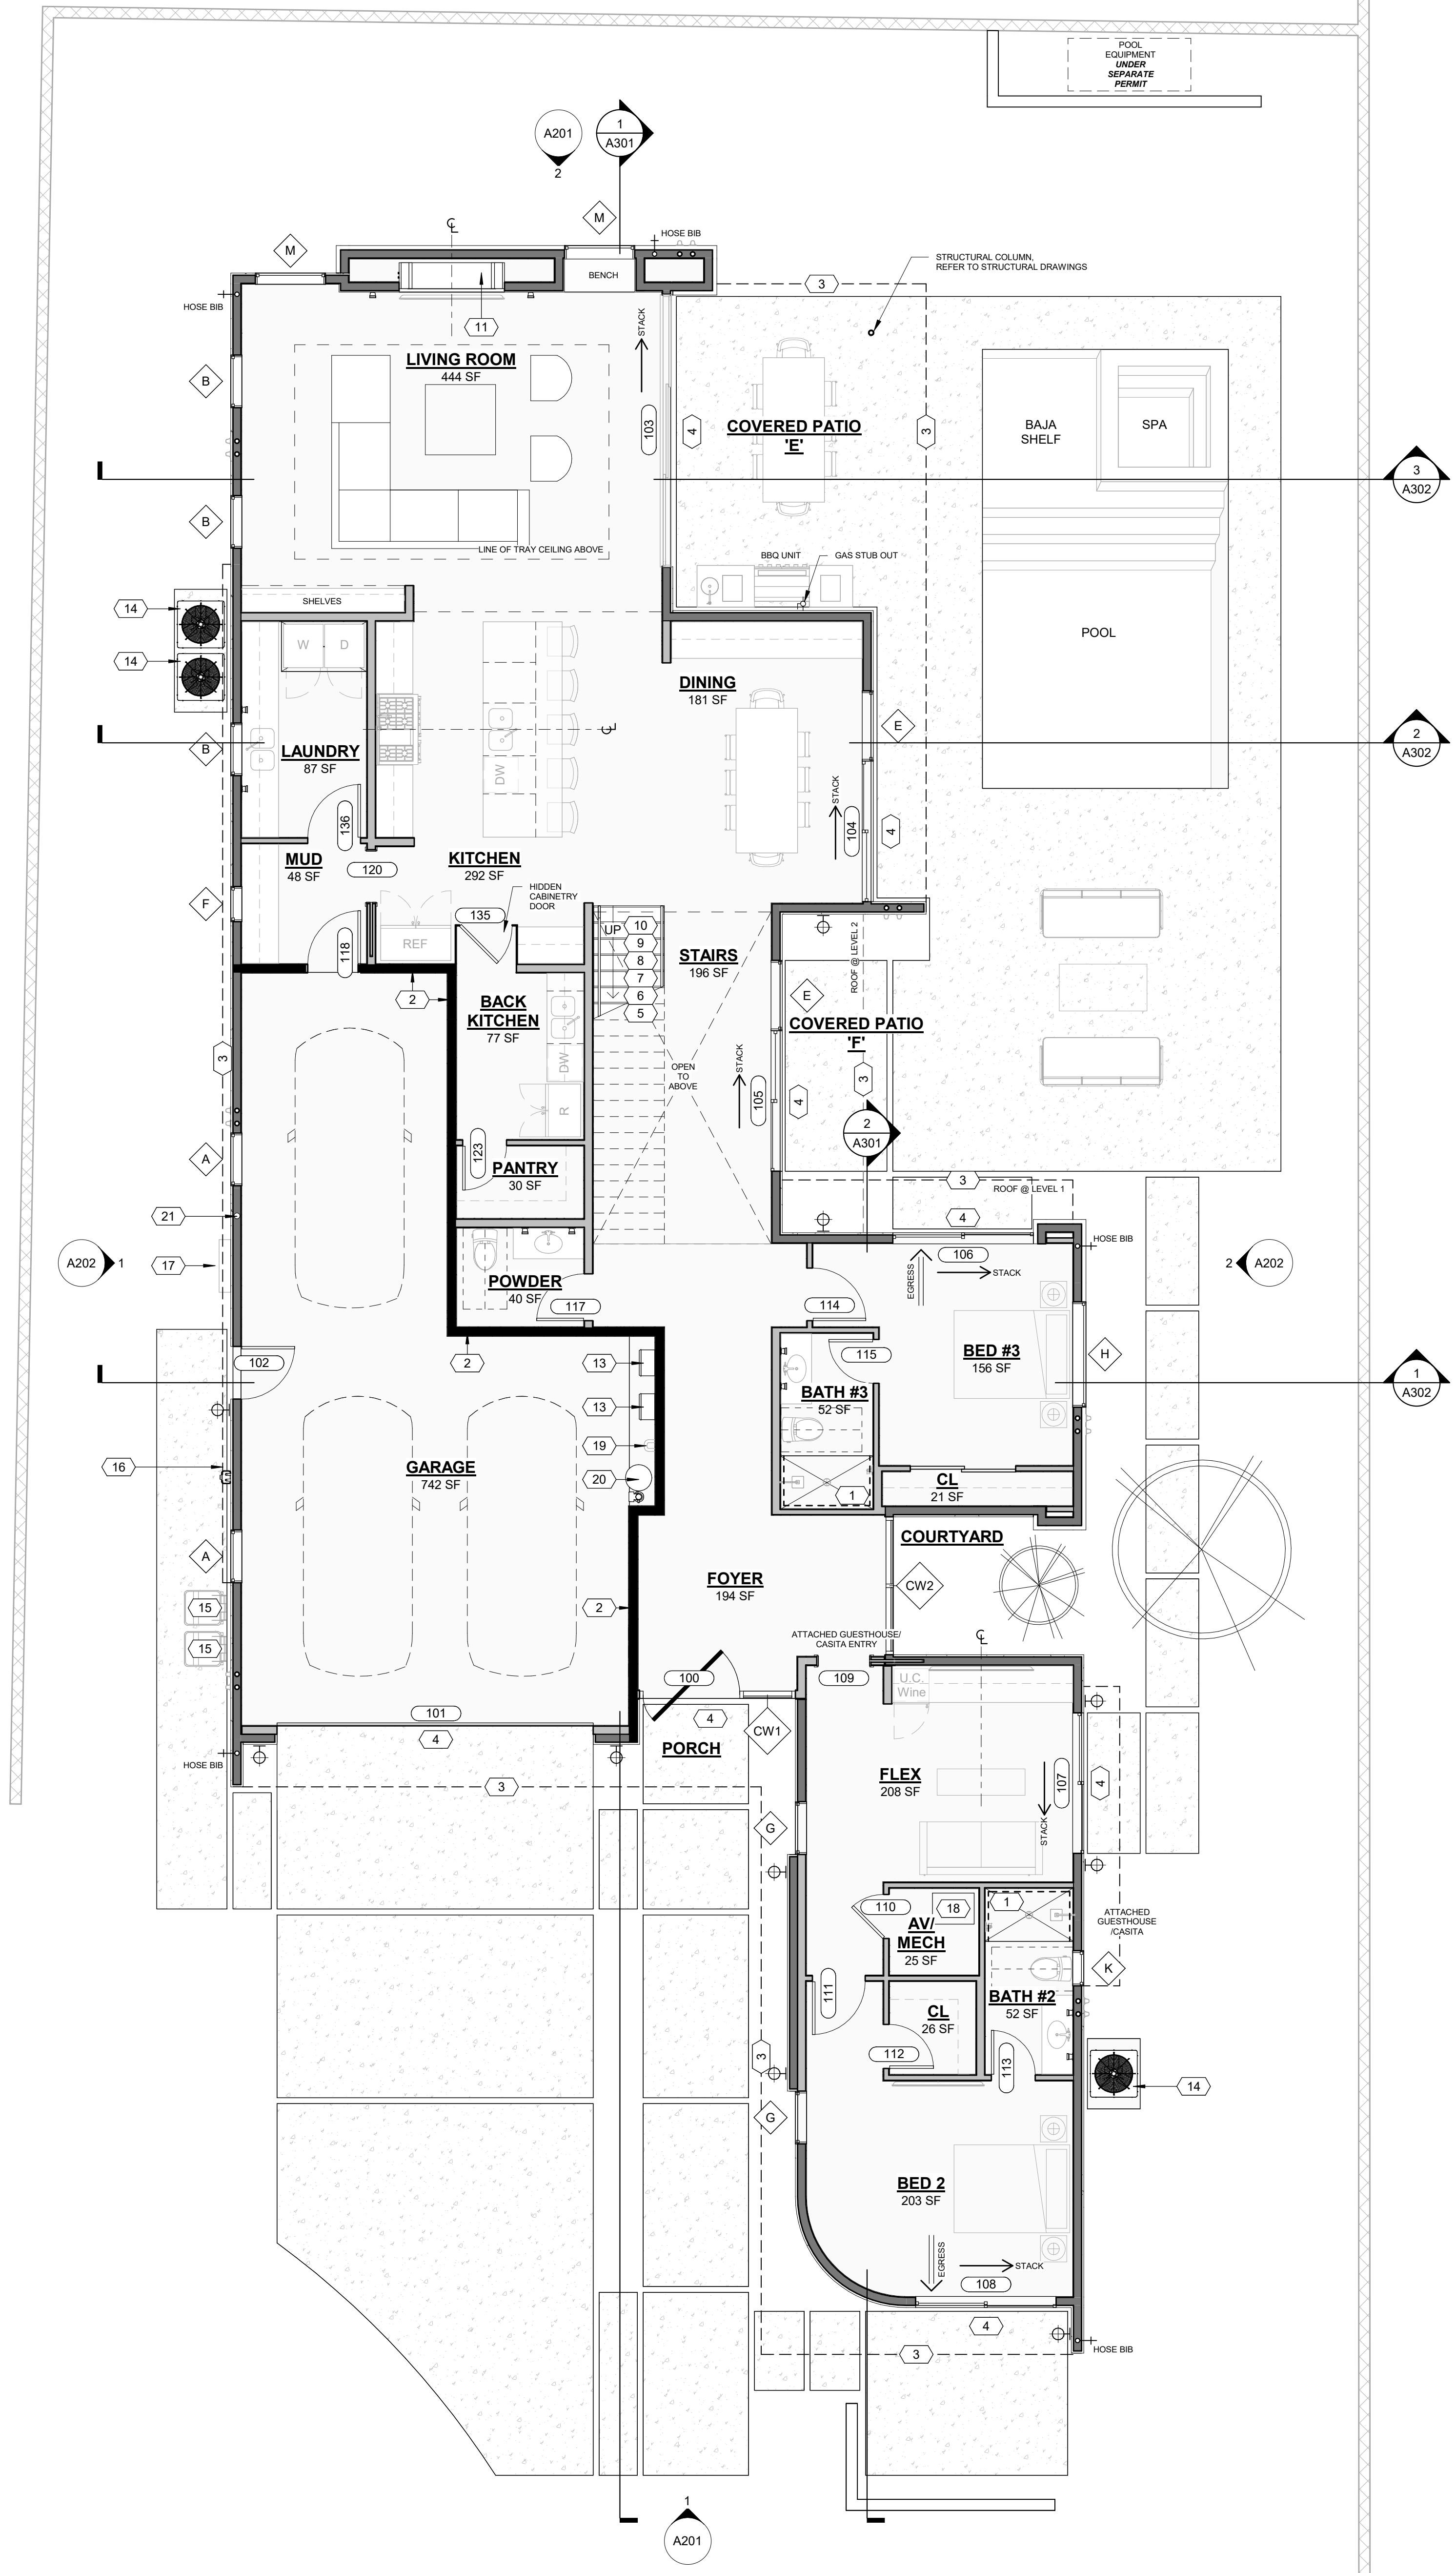 POOL
EQUIPMENT
UNDER
SEPARATE
PERMIT
A201
2
1
A301
M
HOSE BIB
M
BENCH
STRUCTURAL COLUMN,
REFER TO STRUCTURAL DRAWINGS
3
HOSE BIB
11
STACK
LIVING ROOM
444 SF
B
103
4
COVERED PATIO
'E'
3
BAJA
SHELF
SPA
3
A302
B
LINE OF TRAY CEILING ABOVE
BBQ UNIT
GAS STUB OUT
SHELVES
14
W
D
POOL
14
DINING
181 SF
E
B
LAUNDRY
87 SF
DW
2
A302
STACK
136
104
4
MUD
48 SF
120
KITCHEN
292 SF
HIDDEN
CABINETRY
DOOR
F
135
118
REF
UP
10
9
8
7
6
5
STAIRS
196 SF
ROOF @ LEVEL 2
2
BACK
KITCHEN
77 SF
E
COVERED PATIO
'F'
3
DW
OPEN
TO
ABOVE
STACK
3
R
105
4
2
A301
A
123
PANTRY
30 SF
3
ROOF @ LEVEL 1
21
4
A202
1
17
HOSE BIB
106
EGRESS
STACK
2
A202
POWDER
40 SF
117
114
102
2
13
115
BED #3
156 SF
H
1
A302
BATH #3
52 SF
13
16
GARAGE
742 SF
19
20
CL
21 SF
1
A
COURTYARD
FOYER
194 SF
CW2
15
2
15
ATTACHED GUESTHOUSE/
CASITA ENTRY
℄
100
109
U.C.
Wine
101
4
4
CW1
PORCH
HOSE BIB
3
FLEX
208 SF
107
4
G
STACK
110
18
1
AV/
MECH
25 SF
ATTACHED
GUESTHOUSE
/CASITA
K
111
CL
26 SF
BATH #2
52 SF
3
112
113
14
G
BED 2
203 SF
EGRESS
STACK
108
4
3
HOSE BIB
1
A201